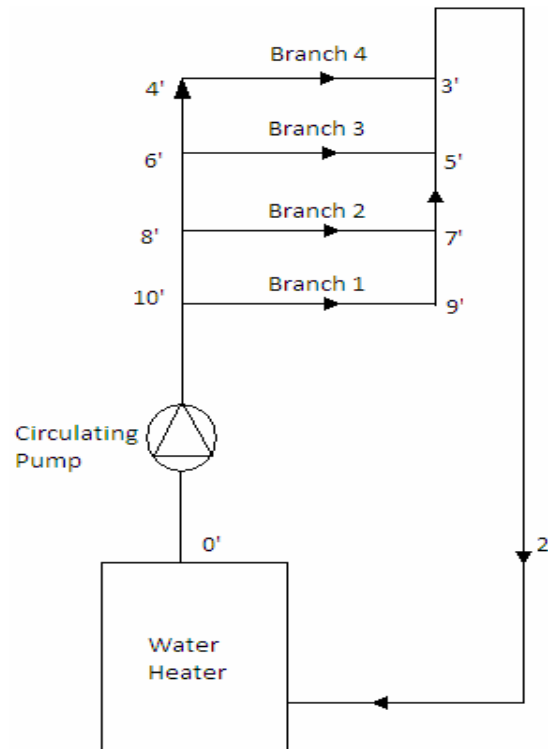 Branch 4
4'
3'
Branch 3
6'
5'
Branch 2
8'
7'
Branch 1
10'
9'
Circulating
Pump
0'
2
Water
Heater